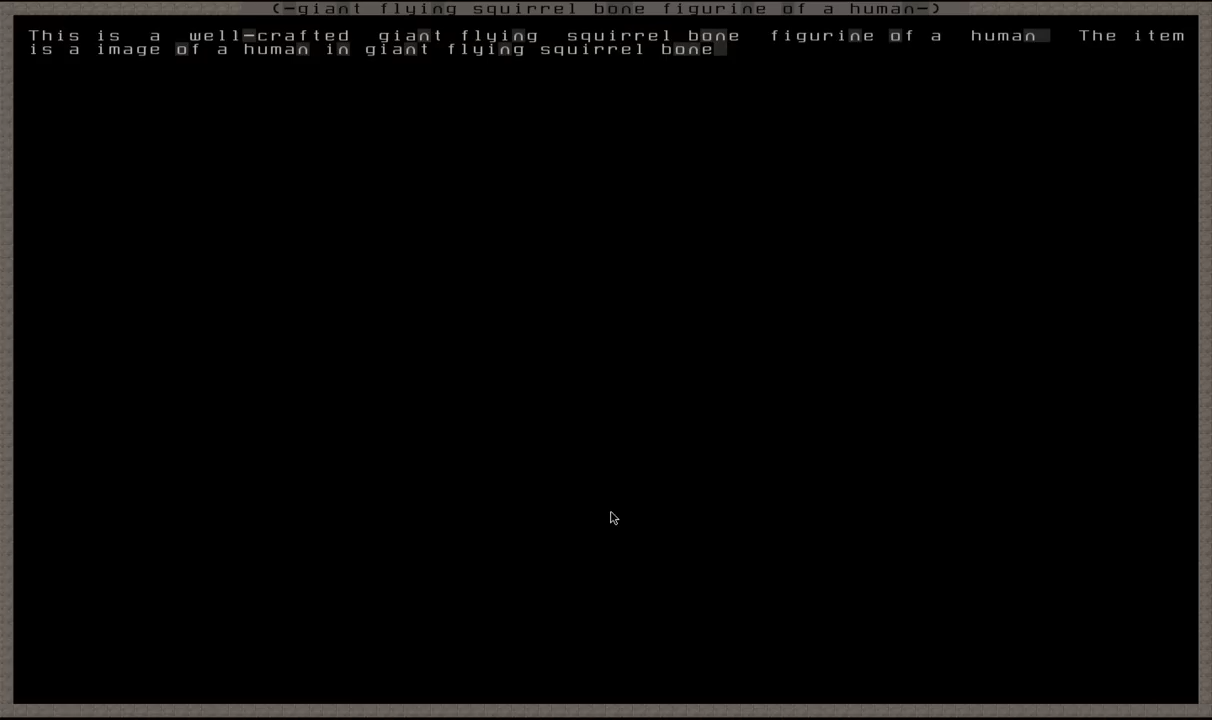 (-giant flying squirrel bone figurine of a human-)
This is a well-crafted giant flying squirrel bone figurine of a human  The item
is a image of a human in giant flying squirrel bone